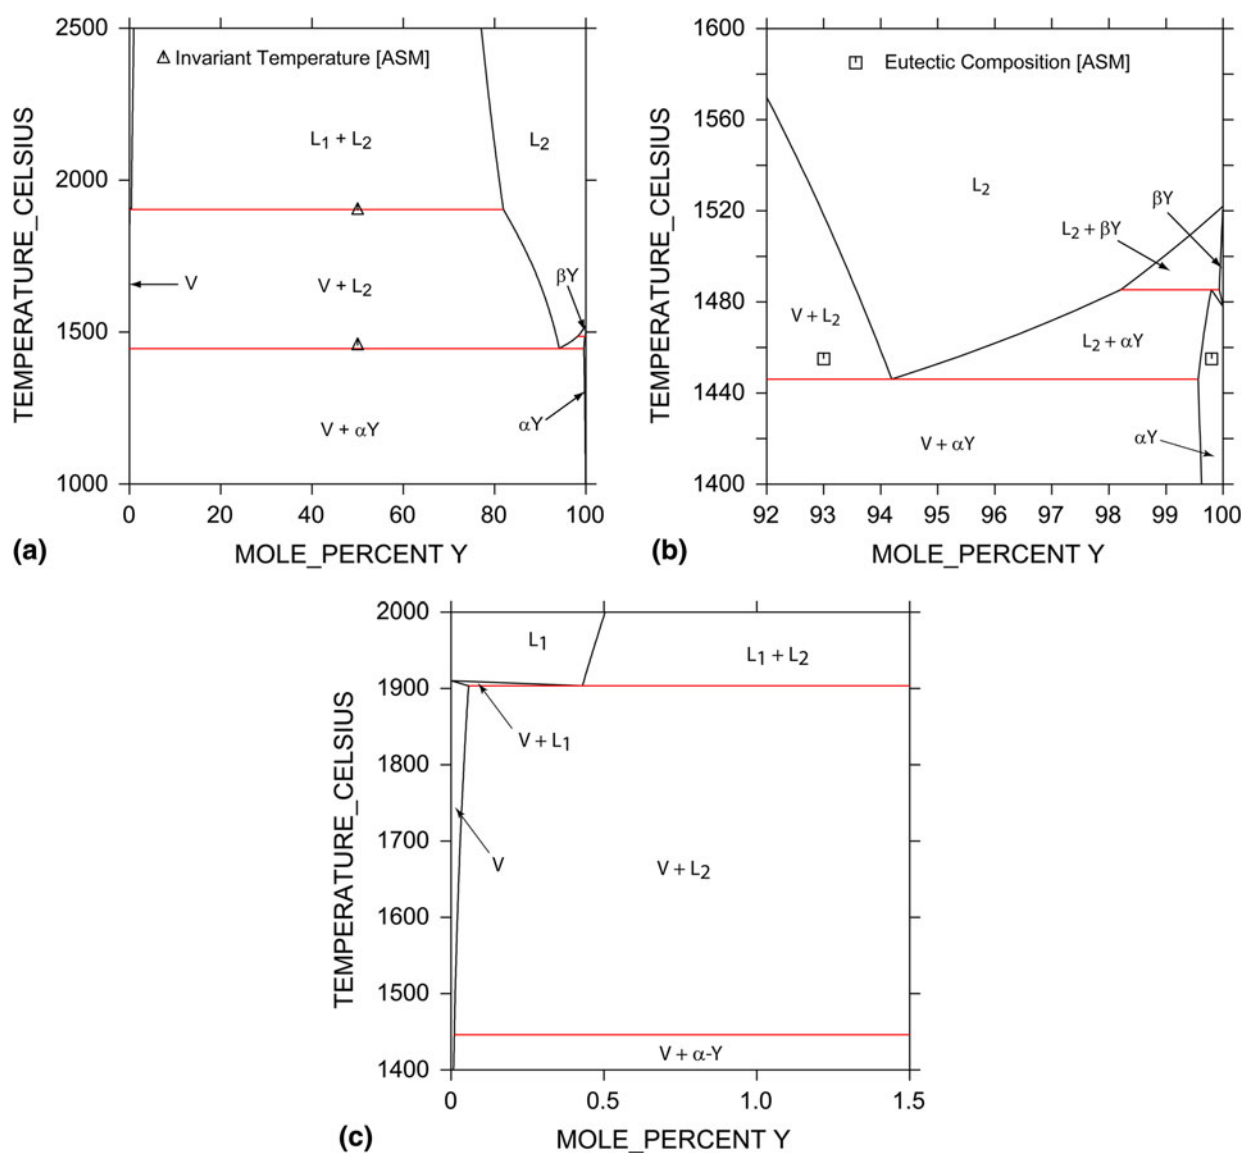 2500
2000
1500
1000
TEMPERATURE_CELSIUS
Invariant Temperature [ASM]
L1 + L2
L2
V
V + L2
βY
V + αY
αY
0
20
40
60
80
100
(a)
MOLE_PERCENT Y
1600
1560
1520
1480
1440
1400
TEMPERATURE_CELSIUS
Eutectic Composition [ASM]
L2
βY
L2 + βY
V + L2
L2 + αY
V + αY
αY
92
93
94
95
96
97
98
99
100
(b)
MOLE_PERCENT Y
2000
1900
1800
1700
1600
1500
1400
TEMPERATURE_CELSIUS
L1
L1 + L2
V + L1
V
V + L2
V + α-Y
0
0.5
1.0
1.5
(c)
MOLE_PERCENT Y